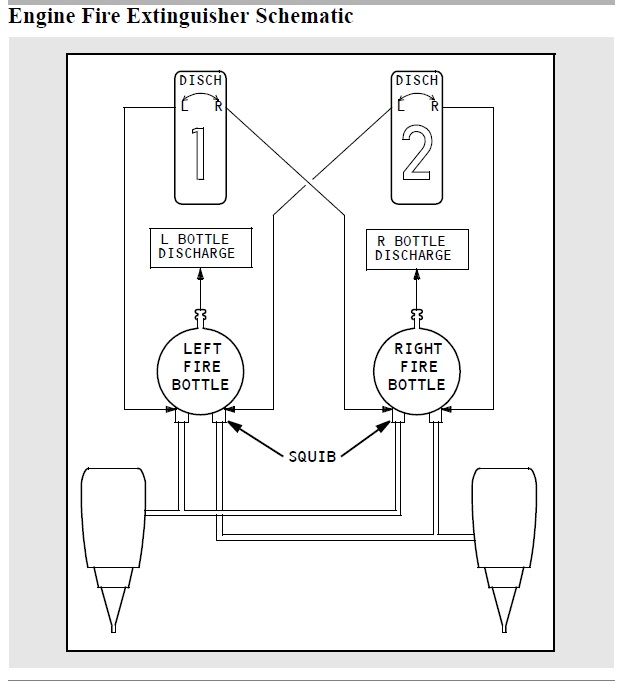 Engine Fire Extinguisher Schematic
DISCH
L R
1
DISCH
L R
2
L BOTTLE
DISCHARGE
R BOTTLE
DISCHARGE
LEFT
FIRE
BOTTLE
RIGHT
FIRE
BOTTLE
SQUIB